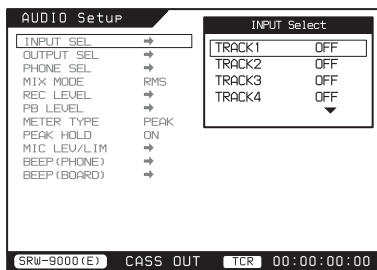 AUDIO Setup
INPUT SEL ➡
OUTPUT SEL ➡
PHONE SEL ➡
MIX MODE RMS
REC LEVEL ➡
PB LEVEL ➡
METER TYPE PEAK
PEAK HOLD ON
MIC LEV/LIM ➡
BEEP(PHONE) ➡
BEEP(BOARD) ➡
INPUT Select
TRACK1 OFF
TRACK2 OFF
TRACK3 OFF
TRACK4 OFF
SRW-9000(E) CASS OUT TCR 00:00:00:00